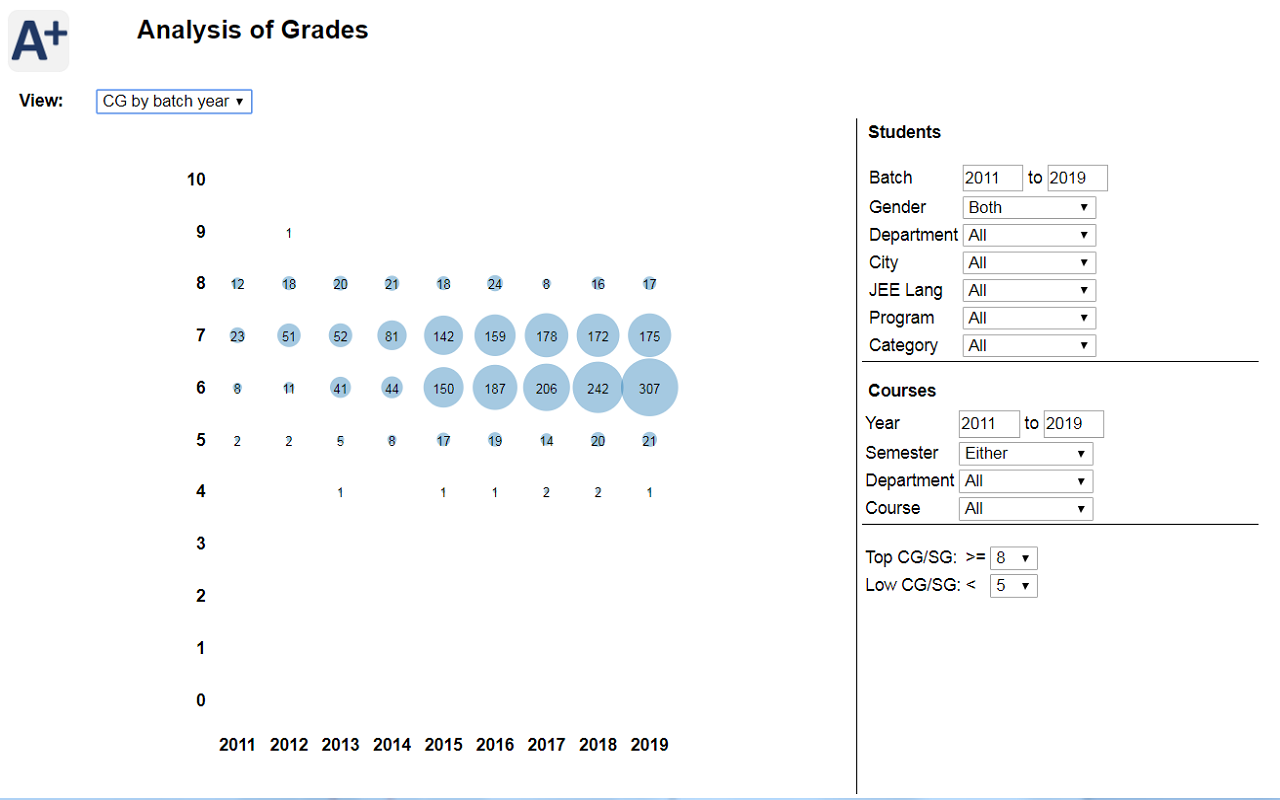 A+ Analysis of Grades
View: CG by batch year
10
9 1
8 12 18 20 21 18 24 8 16 17
7 23 51 52 81 142 159 178 172 175
6 8 11 41 44 150 187 206 242 307
5 2 2 5 8 17 19 14 20 21
4 1 1 1 2 2 1
3
2
1
0
2011 2012 2013 2014 2015 2016 2017 2018 2019
Students
Batch 2011 to 2019
Gender Both
Department All
City All
JEE Lang All
Program All
Category All
Courses
Year 2011 to 2019
Semester Either
Department All
Course All
Top CG/SG: >= 8
Low CG/SG: < 5